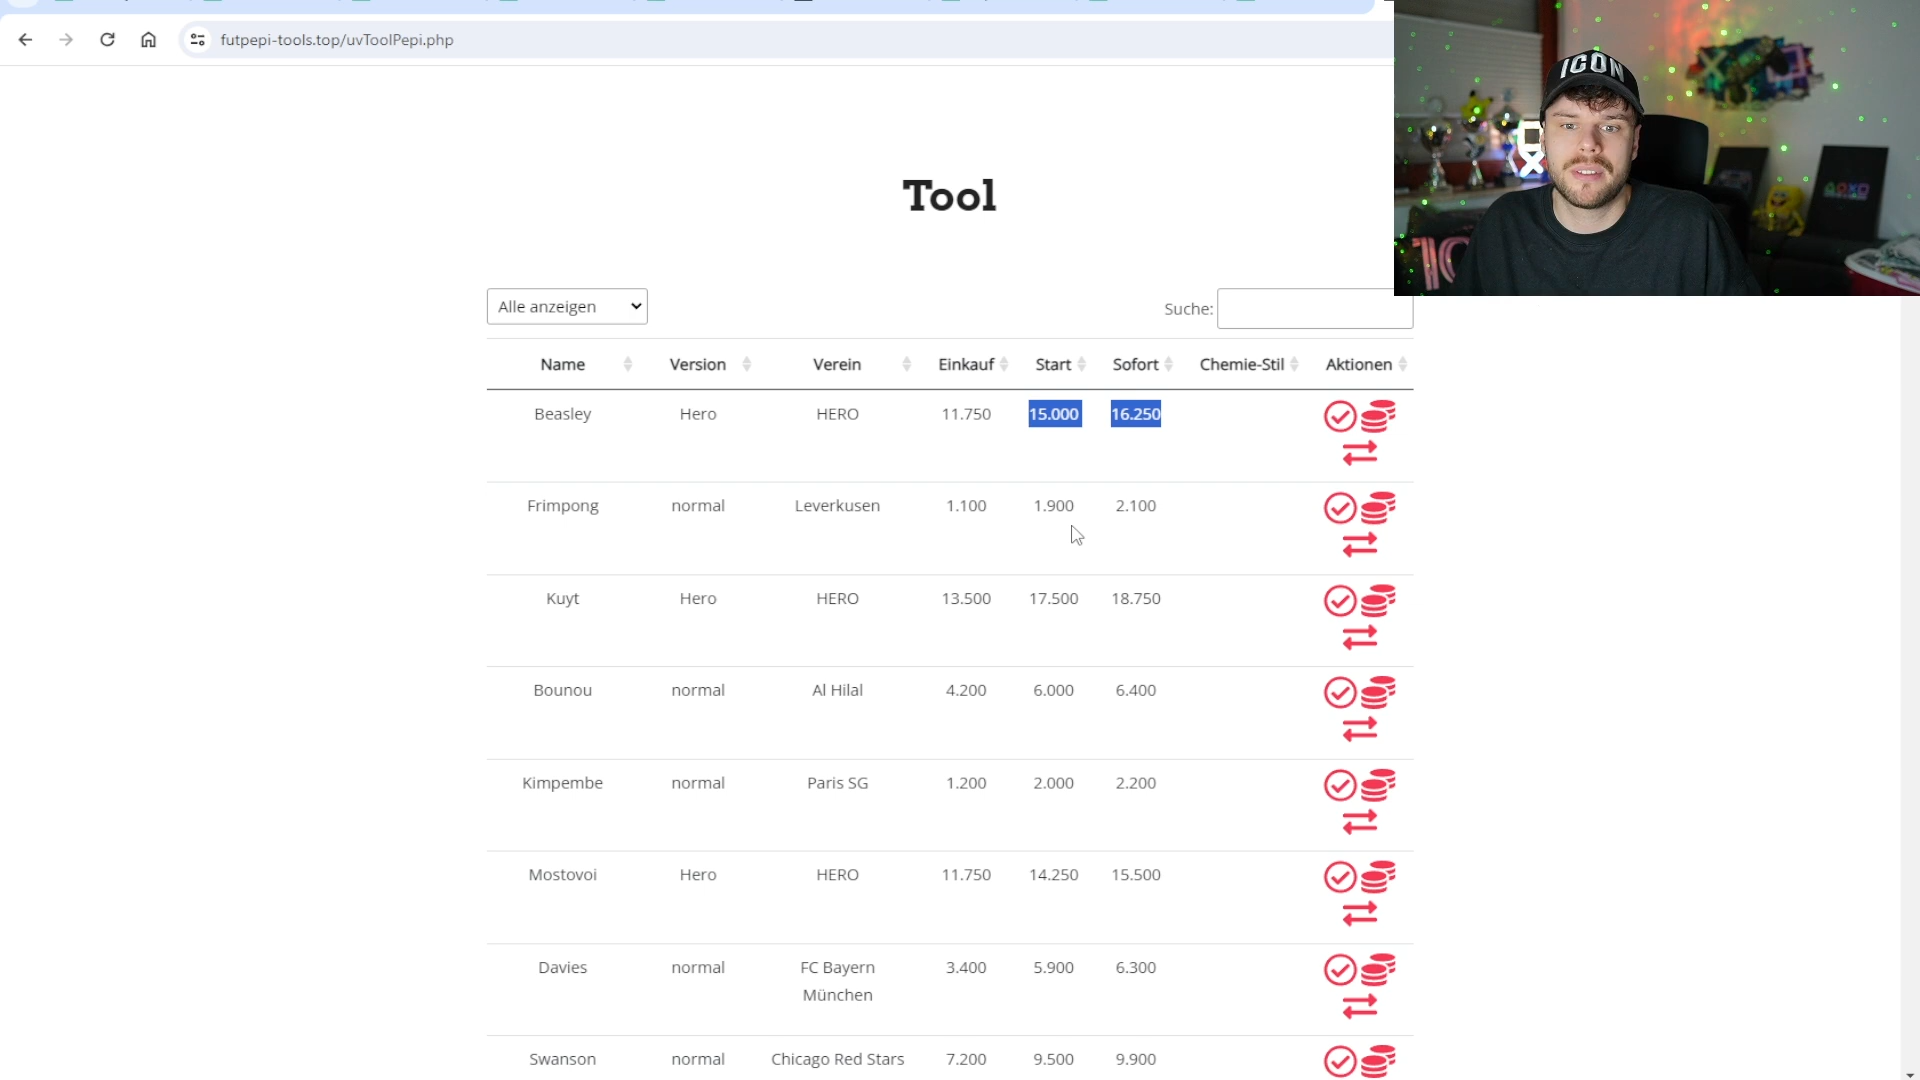 futpepi-tools.top/uvToolPepi.php
ICON
Tool
Alle anzeigen
Suche:
Name Version Verein Einkauf Start Sofort Chemie-Stil Aktionen
Beasley Hero HERO 11.750 15.000 16.250
Frimpong normal Leverkusen 1.100 1.900 2.100
Kuyt Hero HERO 13.500 17.500 18.750
Bounou normal Al Hilal 4.200 6.000 6.400
Kimpembe normal Paris SG 1.200 2.000 2.200
Mostovoi Hero HERO 11.750 14.250 15.500
Davies normal FC Bayern 3.400 5.900 6.300
München
Swanson normal Chicago Red Stars 7.200 9.500 9.900